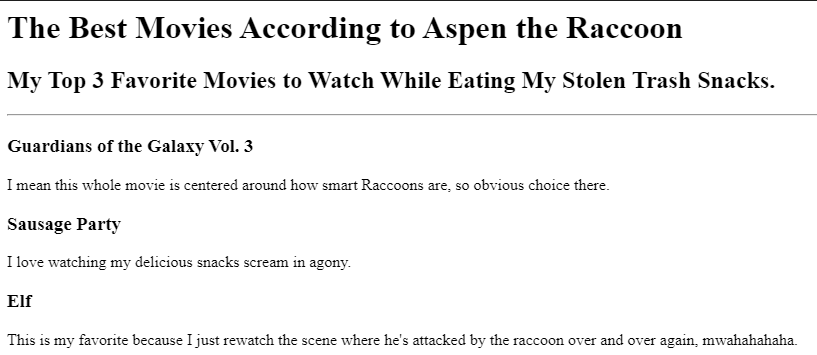 The Best Movies According to Aspen the Raccoon
My Top 3 Favorite Movies to Watch While Eating My Stolen Trash Snacks.
Guardians of the Galaxy Vol. 3
I mean this whole movie is centered around how smart Raccoons are, so obvious choice there.
Sausage Party
I love watching my delicious snacks scream in agony.
Elf
This is my favorite because I just rewatch the scene where he's attacked by the raccoon over and over again, mwahahahaha.